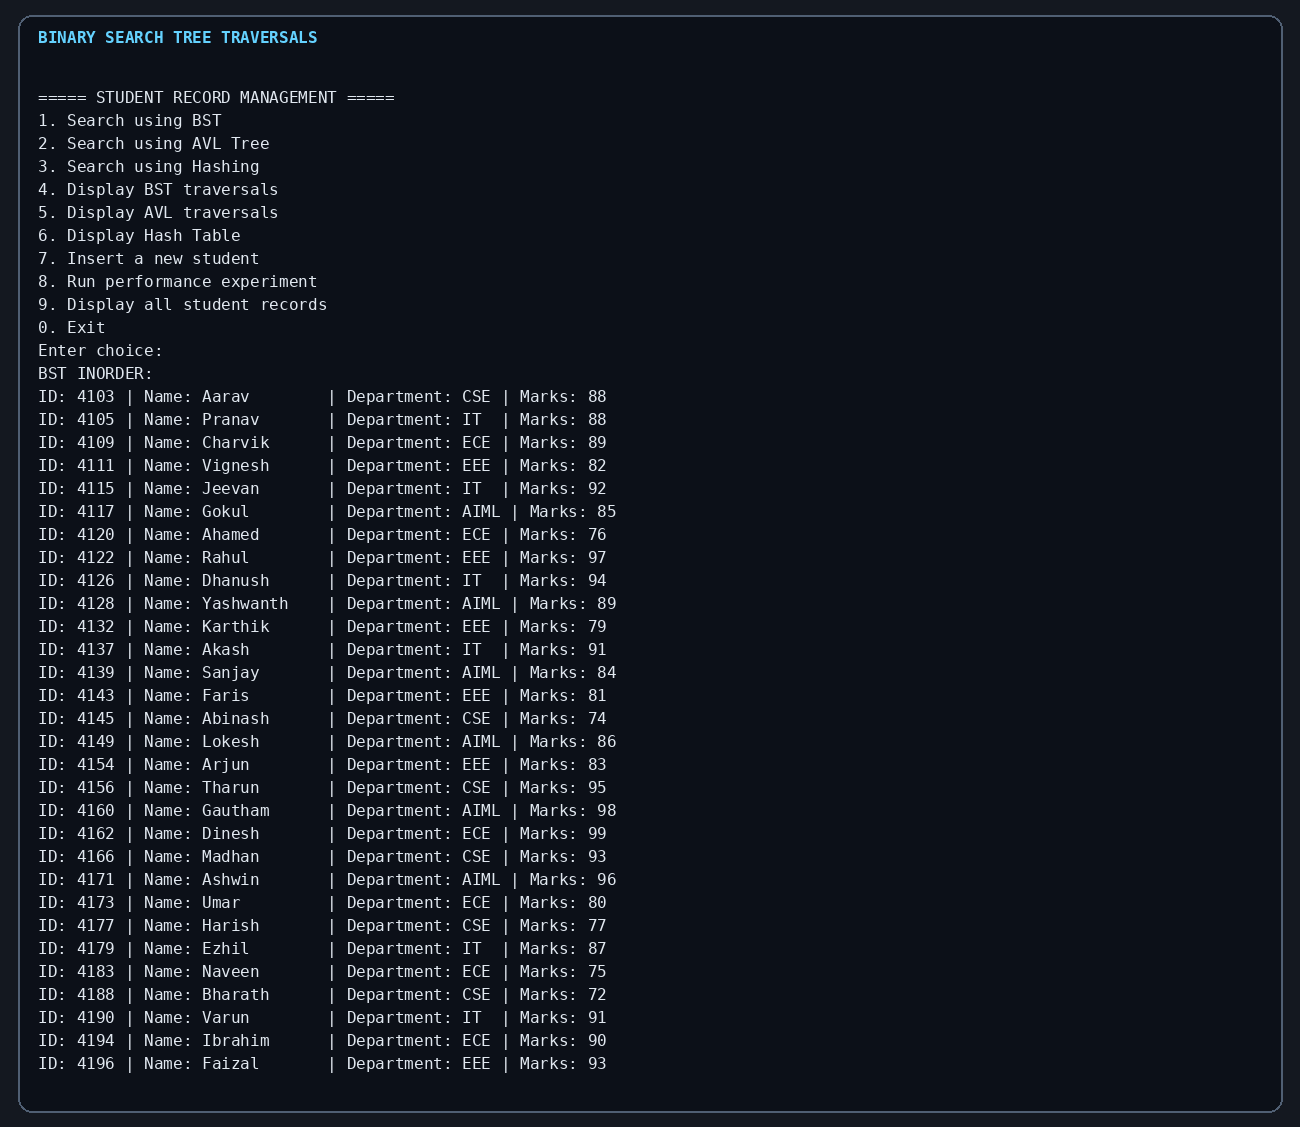 BINARY SEARCH TREE TRAVERSALS
===== STUDENT RECORD MANAGEMENT =====
1. Search using BST
2. Search using AVL Tree
3. Search using Hashing
4. Display BST traversals
5. Display AVL traversals
6. Display Hash Table
7. Insert a new student
8. Run performance experiment
9. Display all student records
0. Exit
Enter choice:
BST INORDER:
ID: 4103 | Name: Aarav        | Department: CSE | Marks: 88
ID: 4105 | Name: Pranav       | Department: IT  | Marks: 88
ID: 4109 | Name: Charvik      | Department: ECE | Marks: 89
ID: 4111 | Name: Vignesh      | Department: EEE | Marks: 82
ID: 4115 | Name: Jeevan       | Department: IT  | Marks: 92
ID: 4117 | Name: Gokul        | Department: AIML | Marks: 85
ID: 4120 | Name: Ahamed       | Department: ECE | Marks: 76
ID: 4122 | Name: Rahul        | Department: EEE | Marks: 97
ID: 4126 | Name: Dhanush      | Department: IT  | Marks: 94
ID: 4128 | Name: Yashwanth    | Department: AIML | Marks: 89
ID: 4132 | Name: Karthik      | Department: EEE | Marks: 79
ID: 4137 | Name: Akash        | Department: IT  | Marks: 91
ID: 4139 | Name: Sanjay       | Department: AIML | Marks: 84
ID: 4143 | Name: Faris        | Department: EEE | Marks: 81
ID: 4145 | Name: Abinash      | Department: CSE | Marks: 74
ID: 4149 | Name: Lokesh       | Department: AIML | Marks: 86
ID: 4154 | Name: Arjun        | Department: EEE | Marks: 83
ID: 4156 | Name: Tharun       | Department: CSE | Marks: 95
ID: 4160 | Name: Gautham      | Department: AIML | Marks: 98
ID: 4162 | Name: Dinesh       | Department: ECE | Marks: 99
ID: 4166 | Name: Madhan       | Department: CSE | Marks: 93
ID: 4171 | Name: Ashwin       | Department: AIML | Marks: 96
ID: 4173 | Name: Umar         | Department: ECE | Marks: 80
ID: 4177 | Name: Harish       | Department: CSE | Marks: 77
ID: 4179 | Name: Ezhil        | Department: IT  | Marks: 87
ID: 4183 | Name: Naveen       | Department: ECE | Marks: 75
ID: 4188 | Name: Bharath      | Department: CSE | Marks: 72
ID: 4190 | Name: Varun        | Department: IT  | Marks: 91
ID: 4194 | Name: Ibrahim      | Department: ECE | Marks: 90
ID: 4196 | Name: Faizal       | Department: EEE | Marks: 93